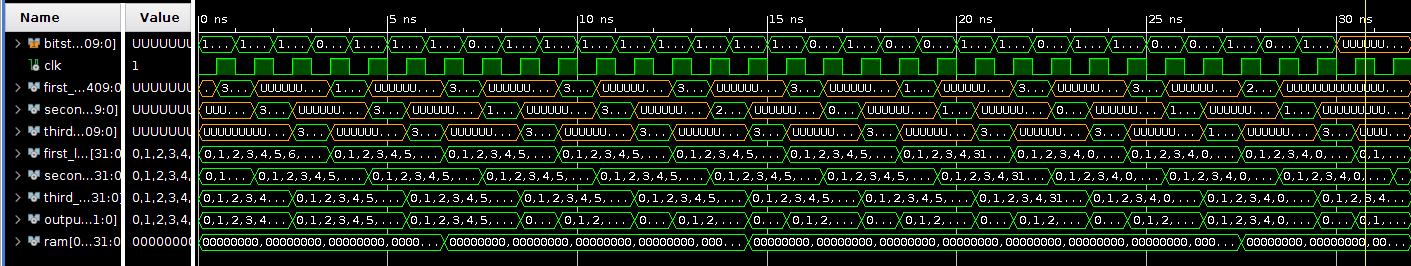 Name Value 0 ns 5 ns 10 ns 15 ns 20 ns 25 ns 30 ns
bitst...09:0] UUUUUUU 1... 1... 1... 0... 1... 1... 1... 0... 1... 1... 1... 1... 1... 1... 1... 1... 0... 1... 0... 0... 1... 1... 0... 1... 1... 0... 0... 1... 0... 1... UUUUUU...
clk 1
first_...409:0 UUUUUUU 3... UUUUUU... 1... UUUUUU... 3... UUUUUU... 3... UUUUUU... 3... UUUUUU... 3... UUUUUU... 1... UUUUUU... 3... UUUUUU... 3... UUUUUU... 2... UUUUUUUUUUU...
secon...9:0] UUUUUUU UUU... 3... UUUUUU... 3... UUUUUU... 1... UUUUUU... 3... UUUUUU... 2... UUUUUU... 0... UUUUUU... 1... UUUUUU... 0... UUUUUU... 1... UUUUUU... 1... UUUUUUUU...
third...09:0] UUUUUUU UUUUUUUUU... 3... UUUUUU... 3... UUUUUU... 3... UUUUUU... 3... UUUUUU... 3... UUUUUU... 3... UUUUUU... 3... UUUUUU... 3... UUUUUU... 1... UUUUUU... 3... UUUU...
first_l...[31:0 0,1,2,3,4, 0,1,2,3,4,5,6,... 0,1,2,3,4,5,... 0,1,2,3,4,5,... 0,1,2,3,4,5,... 0,1,2,3,4,5,... 0,1,2,3,4,5,... 0,1,2,3,4,31... 0,1,2,3,4,0,... 0,1,2,3,4,0,... 0,1,2,3,4,0,... 0,1,...
secon...31:0 0,1,2,3,4, 0,1... 0,1,2,3,4,5,... 0,1,2,3,4,5,... 0,1,2,3,4,5,... 0,1,2,3,4,5,... 0,1,2,3,4,5,... 0,1,2,3,4,5,... 0,1,2,3,4,31... 0,1,2,3,4,0,... 0,1,2,3,4,0,... 0,1,2,3,4,0,...
third_...31:0] 0,1,2,3,4, 0,1,2,3,4... 0,1,2,3,4,5,... 0,1,2,3,4,5,... 0,1,2,3,4,5,... 0,1,2,3,4,5,... 0,1,2,3,4,5,... 0,1,2,3,4,5,... 0,1,2,3,4,31... 0,1,2,3,4,0,... 0,1,2,3,4,0,... 0,1,2,3,4...
outpu...1:0] 0,1,2,3,4, 0,1,2,3,4... 0,1,2,3,4,5,... 0,1,2,3,4,5,... 0,... 0,1,2... 0,... 0,1,2... 0,... 0,1,2,... 0,... 0,1,2,... 0,... 0,1,2... 0,... 0,1,2,... 0,... 0,1,2,... 0,... 0,1,2,... 0,... 0,1...
ram[0...31:0 00000000 00000000,00000000,00000000,0000... 00000000,00000000,00000000,00000000,000... 00000000,00000000,00000000,00000000,00000000,00000000,00000000,000... 00000000,00000000,00...